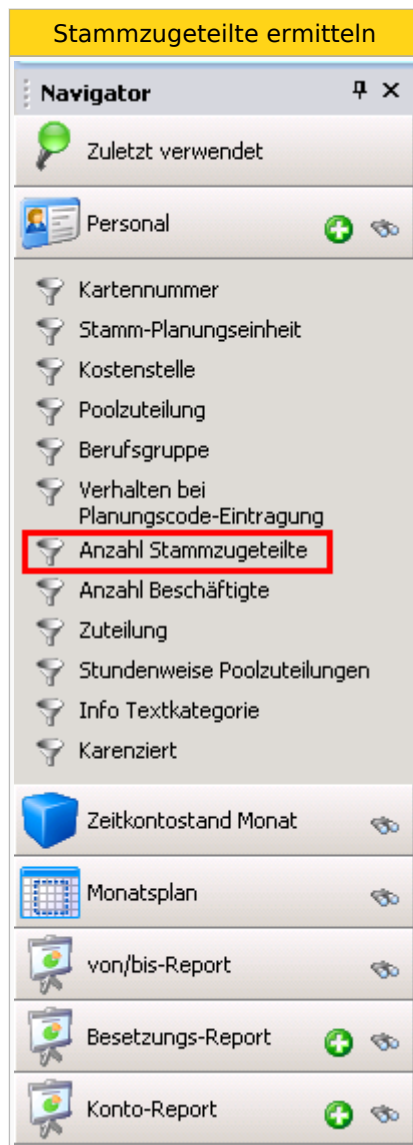 Stammzugeteilte ermitteln
Navigator
Zuletzt verwendet
Personal
Kartennummer
Stamm-Planungseinheit
Kostenstelle
Poolzuteilung
Berufsgruppe
Verhalten bei
Planungscode-Eintragung
Anzahl Stammzugeteilte
Anzahl Beschäftigte
Zuteilung
Stundenweise Poolzuteilungen
Info Textkategorie
Karenziert
Zeitkontostand Monat
Monatsplan
von/bis-Report
Besetzungs-Report
Konto-Report